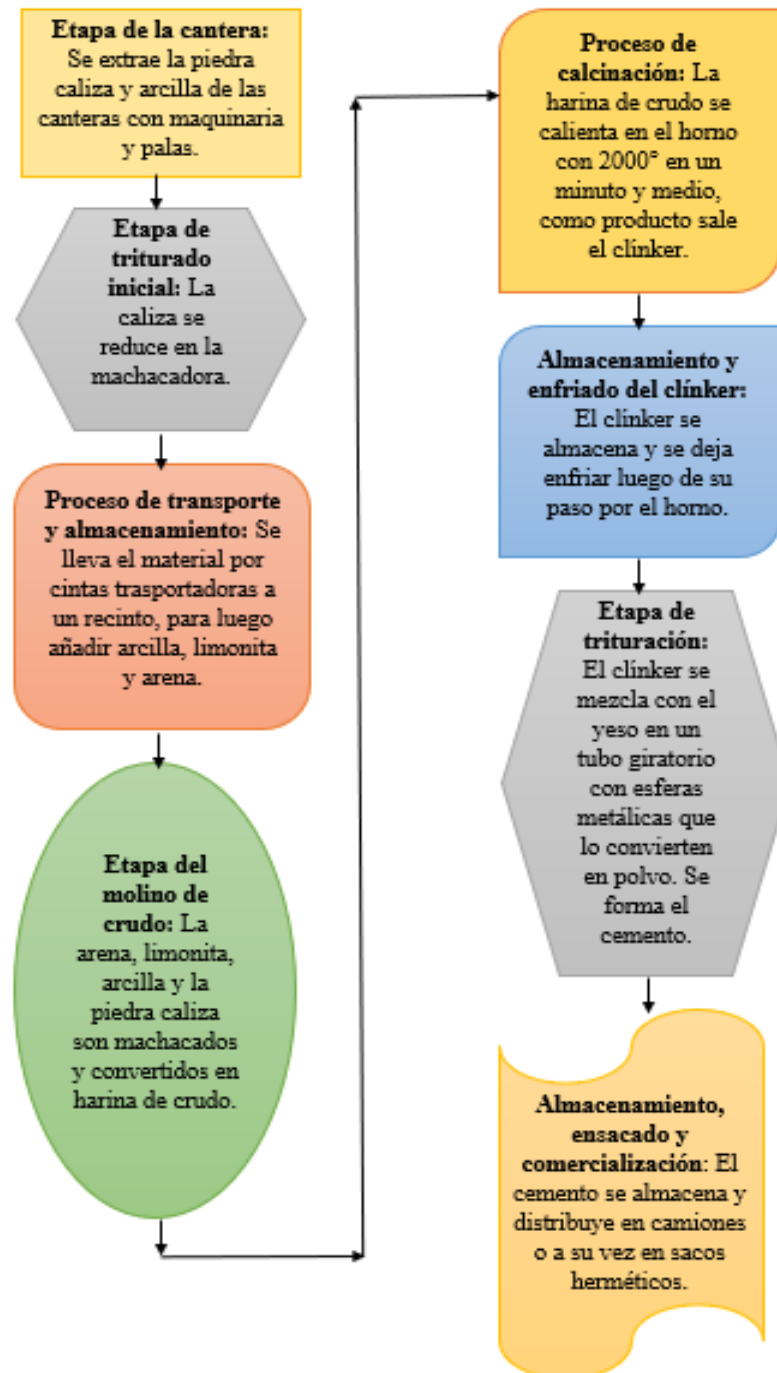 Etapa de la cantera:
Se extrae la piedra
caliza y arcilla de las
canteras con maquinaria
y palas.
Etapa de
triturado
inicial: La
caliza se
reduce en la
machacadora.
Proceso de transporte
y almacenamiento: Se
lleva el material por
cintas trasportadoras a
un recinto, para luego
añadir arcilla, limonita
y arena.
Etapa del
molino de
crudo: La
arena, limonita,
arcilla y la
piedra caliza
son machacados
y convertidos en
harina de crudo.
Proceso de
calcinación: La
harina de crudo se
calienta en el horno
con 2000° en un
minuto y medio,
como producto sale
el clínker.
Almacenamiento y
enfriado del clínker:
El clínker se
almacena y se deja
enfriar luego de su
paso por el horno.
Etapa de
trituración:
El clínker se
mezcla con el
yeso en un
tubo giratorio
con esferas
metálicas que
lo convierten
en polvo. Se
forma el
cemento.
Almacenamiento,
ensacado y
comercialización: El
cemento se almacena y
distribuye en camiones
o a su vez en sacos
herméticos.